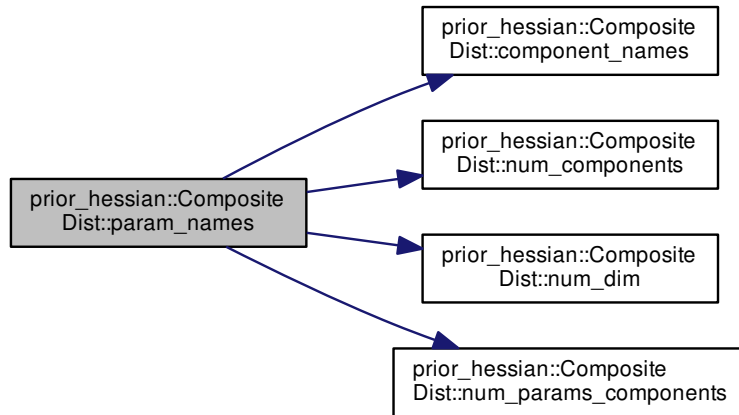 prior_hessian::Composite
Dist::component_names
prior_hessian::Composite
Dist::num_components
prior_hessian::Composite
Dist::param_names
prior_hessian::Composite
Dist::num_dim
prior_hessian::Composite
Dist::num_params_components